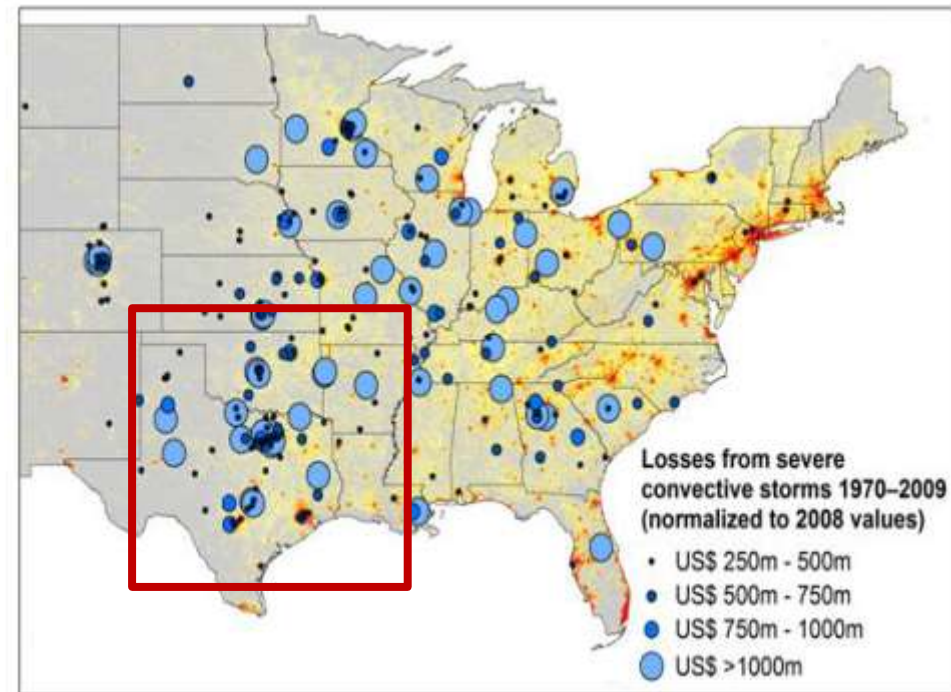 Losses from severe
convective storms 1970–2009
(normalized to 2008 values)
US$ 250m - 500m
US$ 500m - 750m
US$ 750m - 1000m
US$ >1000m